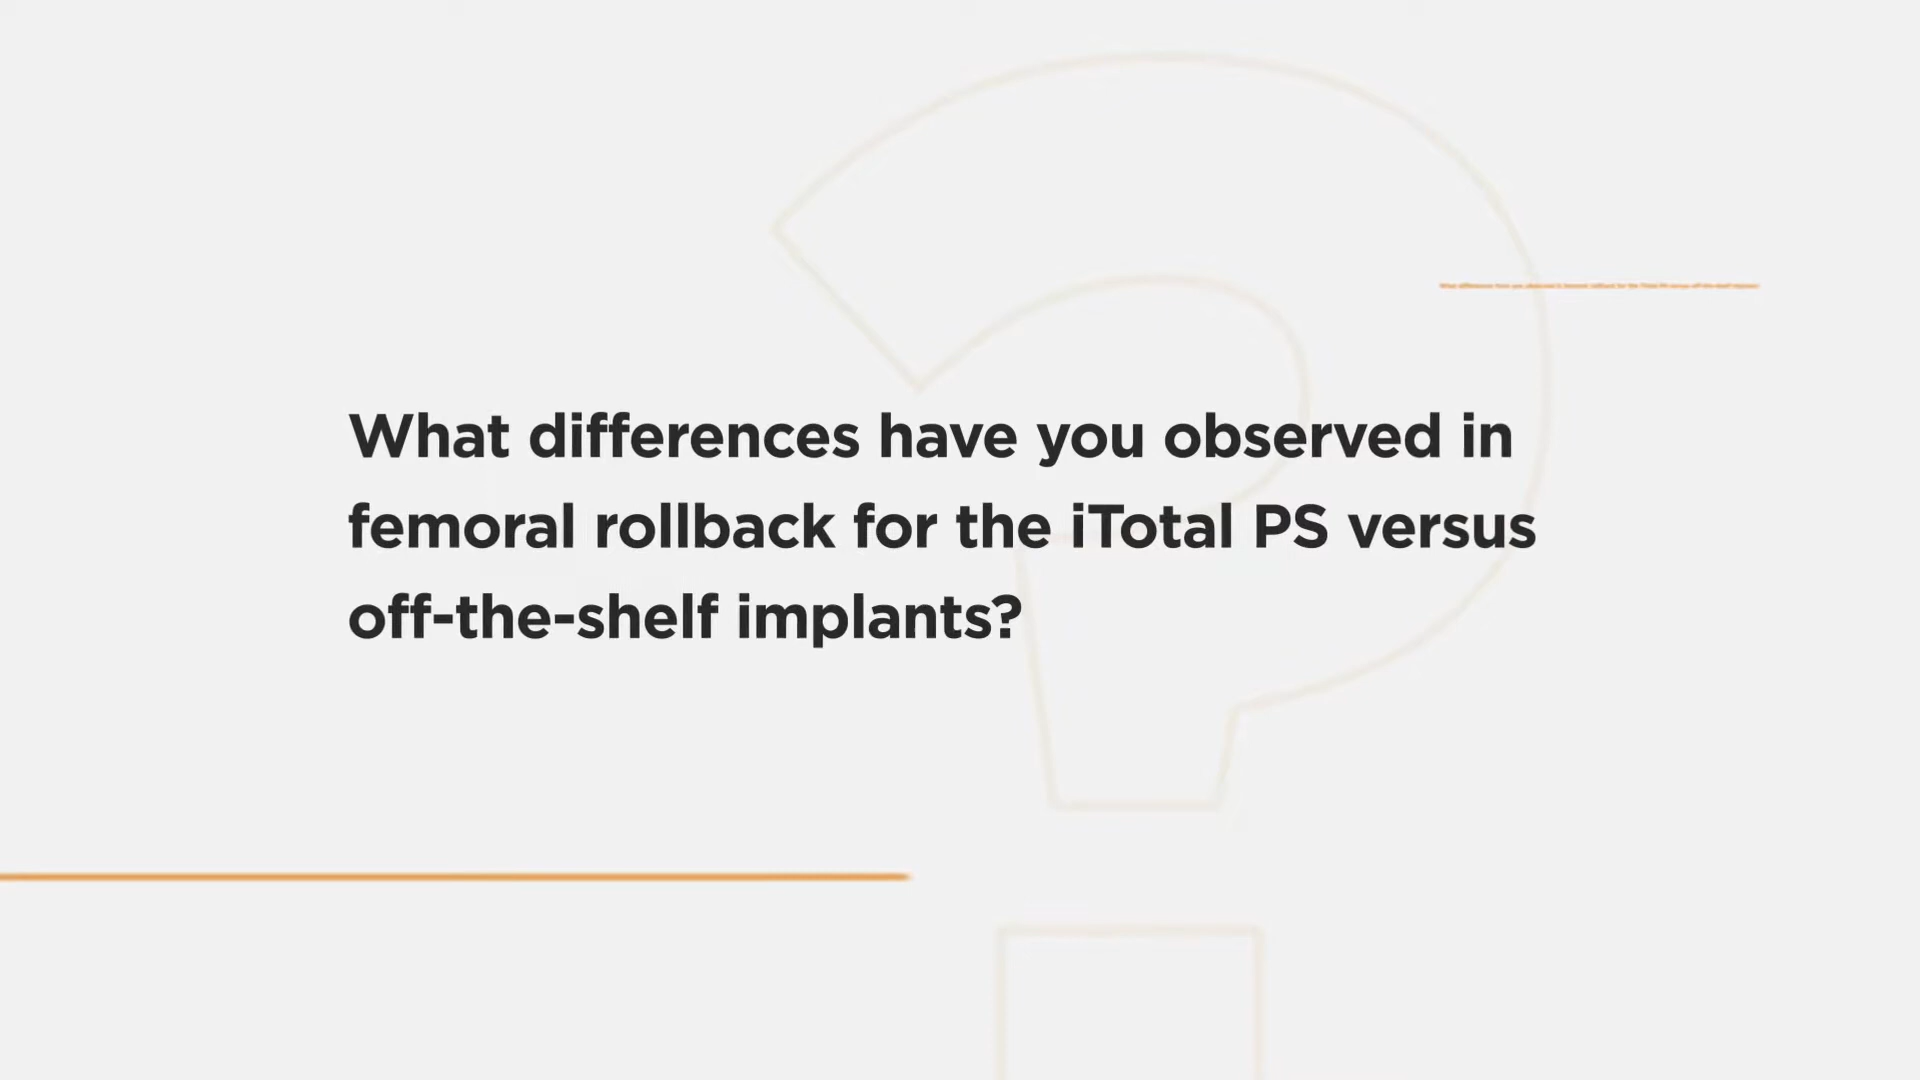 What differences have you observed in
femoral rollback for the iTotal PS versus
off-the-shelf implants?